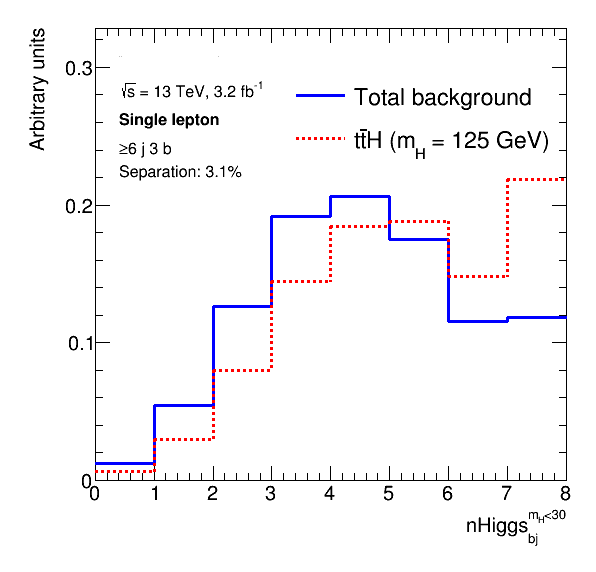 Arbitrary units
0.3
0.2
0.1
0
√s = 13 TeV, 3.2 fb⁻¹
Single lepton
≥6 j 3 b
Separation: 3.1%
Total background
tt̄H (m_H = 125 GeV)
0 1 2 3 4 5 6 7 8
nHiggs_bj^m_H<30